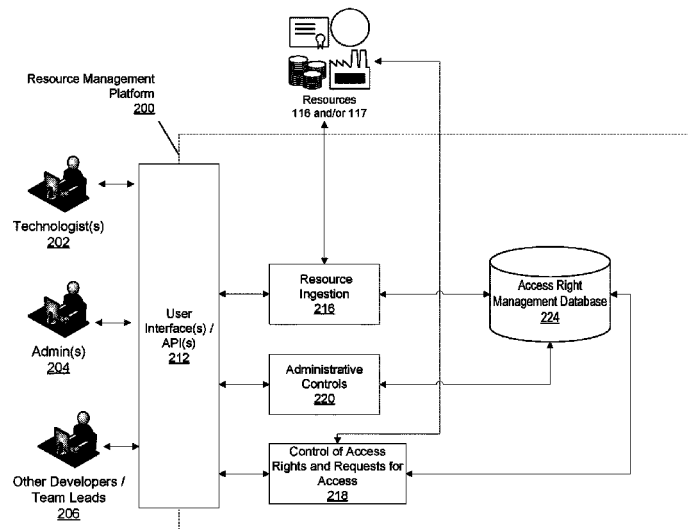 Resource Management
Platform
200
Resources
116 and/or 117
Technologist(s)
202
Admin(s)
204
Other Developers /
Team Leads
206
User
Interface(s) /
API(s)
212
Resource
Ingestion
216
Administrative
Controls
220
Control of Access
Rights and Requests for
Access
218
Access Right
Management Database
224